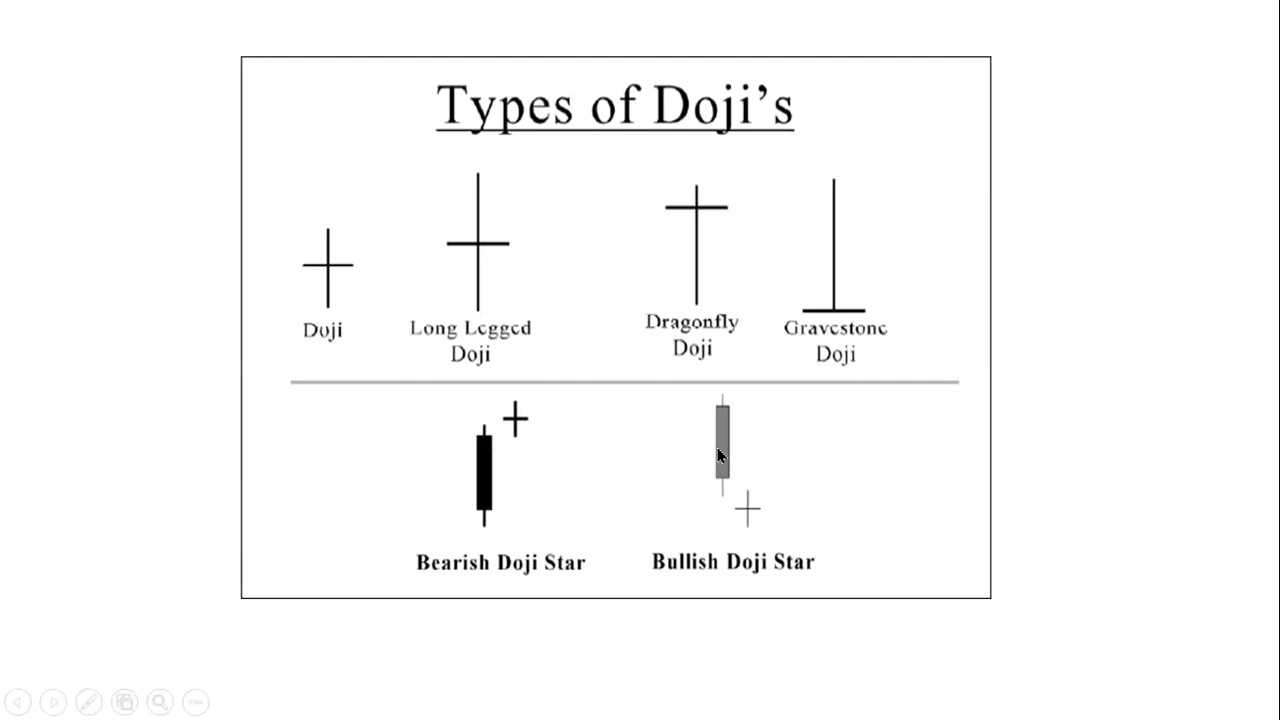 Types of Doji's
Doji
Long Legged
Doji
Dragonfly
Doji
Gravestone
Doji
Bearish Doji Star
Bullish Doji Star